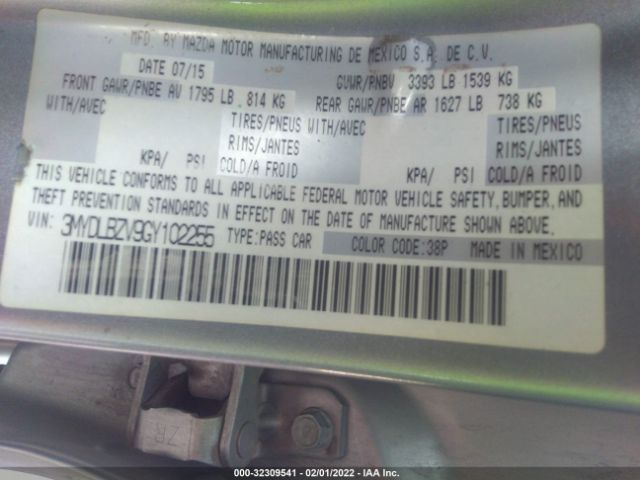 MFD. BY MAZDA MOTOR MANUFACTURING DE MEXICO S.A. DE C.V.
DATE 07/15 GVWR/PNBV 3393 LB 1539 KG
FRONT GAWR/PNBE AV 1795 LB 814 KG REAR GAWR/PNBE AR 1627 LB 738 KG
WITH/AVEC TIRES/PNEUS WITH/AVEC TIRES/PNEUS
RIMS/JANTES RIMS/JANTES
KPA/ PSI COLD/A FROID KPA/ PSI COLD/A FROID
THIS VEHICLE CONFORMS TO ALL APPLICABLE FEDERAL MOTOR VEHICLE SAFETY, BUMPER, AND
THEFT PREVENTION STANDARDS IN EFFECT ON THE DATE OF MANUFACTURE SHOWN ABOVE.
VIN: 3MYDLBZV9GY102255 TYPE:PASS CAR COLOR CODE:38P MADE IN MEXICO
ZR
000-32309541 - 02/01/2022 - IAA Inc.